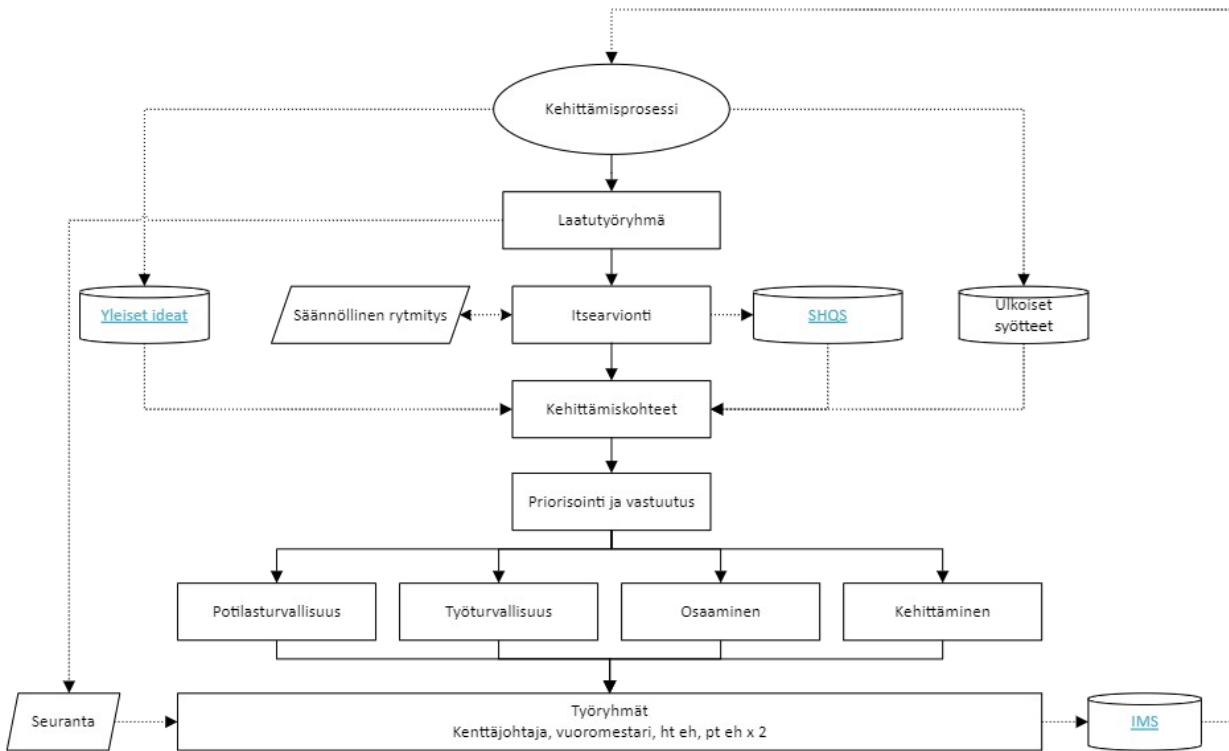 Kehittämisprosessi
Laatutyöryhmä
Yleiset ideat
Säännöllinen rytmitys
Itsearvionti
SHQS
Ulkoiset
syötteet
Kehittämiskohteet
Priorisointi ja vastuutus
Potilasturvallisuus
Työturvallisuus
Osaaminen
Kehittäminen
Seuranta
Työryhmät
Kenttäjohtaja, vuoromestari, ht eh, pt eh x 2
IMS